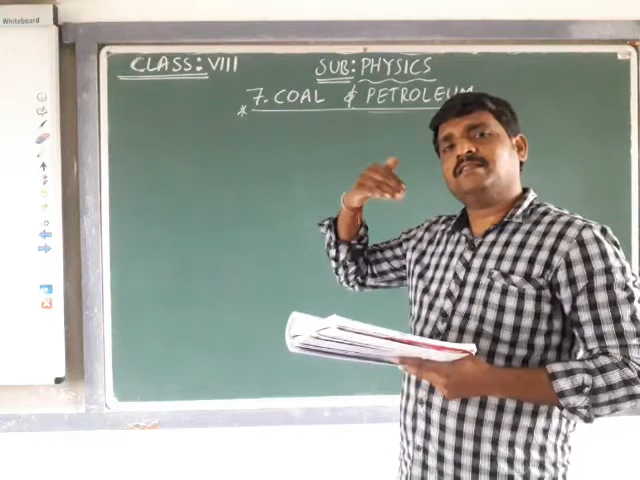 Whiteboard
CLASS: VIII
SUB: PHYSICS
* 7. COAL & PETROLEUM